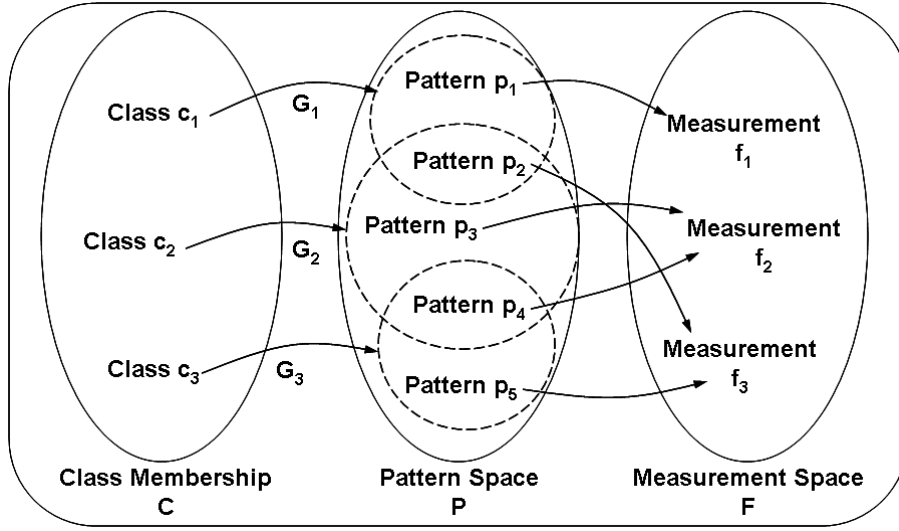 Class c₁
G₁
Pattern p₁
Measurement
f₁
Pattern p₂
Class c₂
G₂
Pattern p₃
Measurement
f₂
Pattern p₄
Class c₃
G₃
Pattern p₅
Measurement
f₃
Class Membership
C
Pattern Space
P
Measurement Space
F